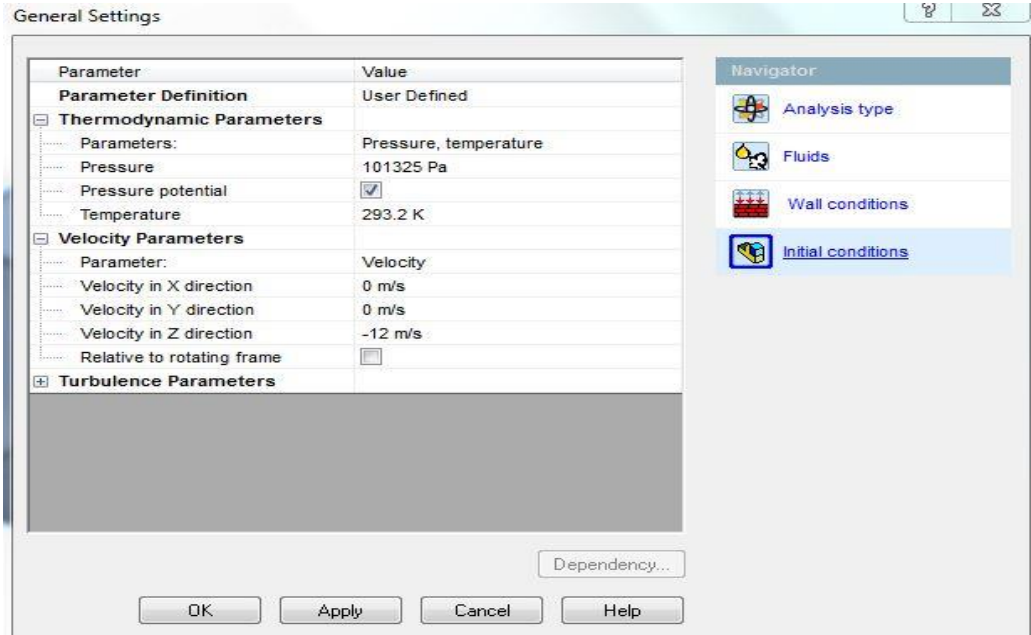 General Settings
Parameter Value
Parameter Definition User Defined
Thermodynamic Parameters
Parameters: Pressure, temperature
Pressure 101325 Pa
Pressure potential
Temperature 293.2 K
Velocity Parameters
Parameter: Velocity
Velocity in X direction 0 m/s
Velocity in Y direction 0 m/s
Velocity in Z direction -12 m/s
Relative to rotating frame
Turbulence Parameters
Navigator
Analysis type
Fluids
Wall conditions
Initial conditions
Dependency...
OK Apply Cancel Help